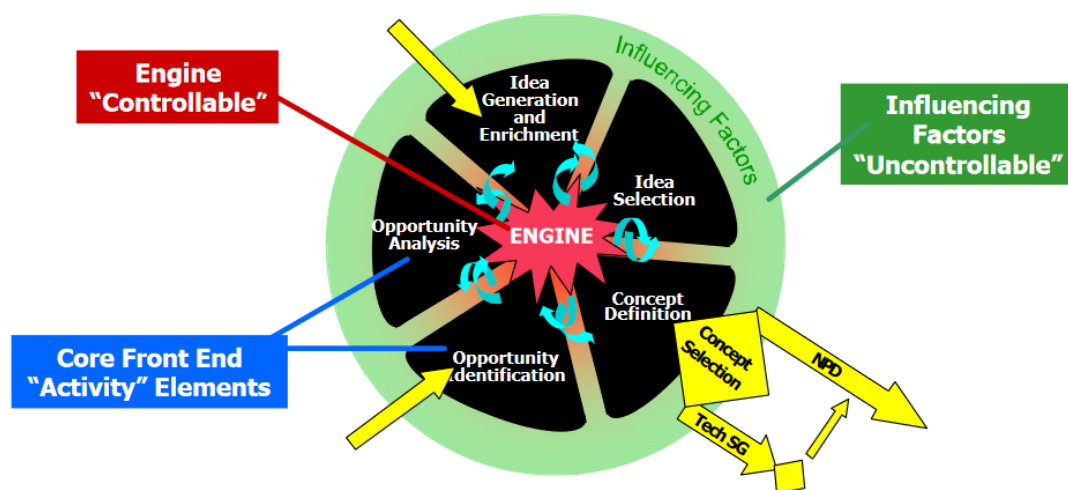 Engine
“Controllable”
Idea
Generation
and
Enrichment
Influencing Factors
Influencing
Factors
“Uncontrollable”
Idea
Selection
Opportunity
Analysis
ENGINE
Concept
Definition
Core Front End
“Activity” Elements
Opportunity
Identification
Concept
Selection
NPD
Tech SG